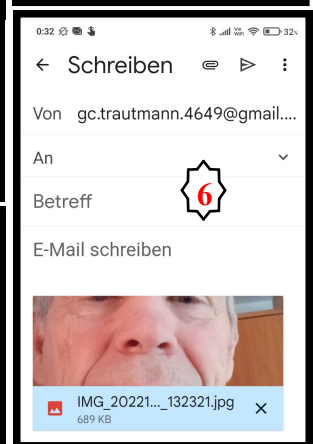 0:32 32%
Schreiben
Von gc.trautmann.4649@gmail....
An
6
Betreff
E-Mail schreiben
IMG_20221..._132321.jpg
689 KB